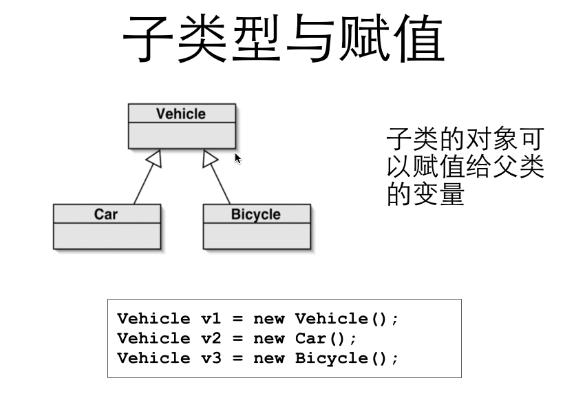 子类型与赋值
Vehicle
Car
Bicycle
子类的对象可
以赋值给父类
的变量
Vehicle v1 = new Vehicle();
Vehicle v2 = new Car();
Vehicle v3 = new Bicycle();